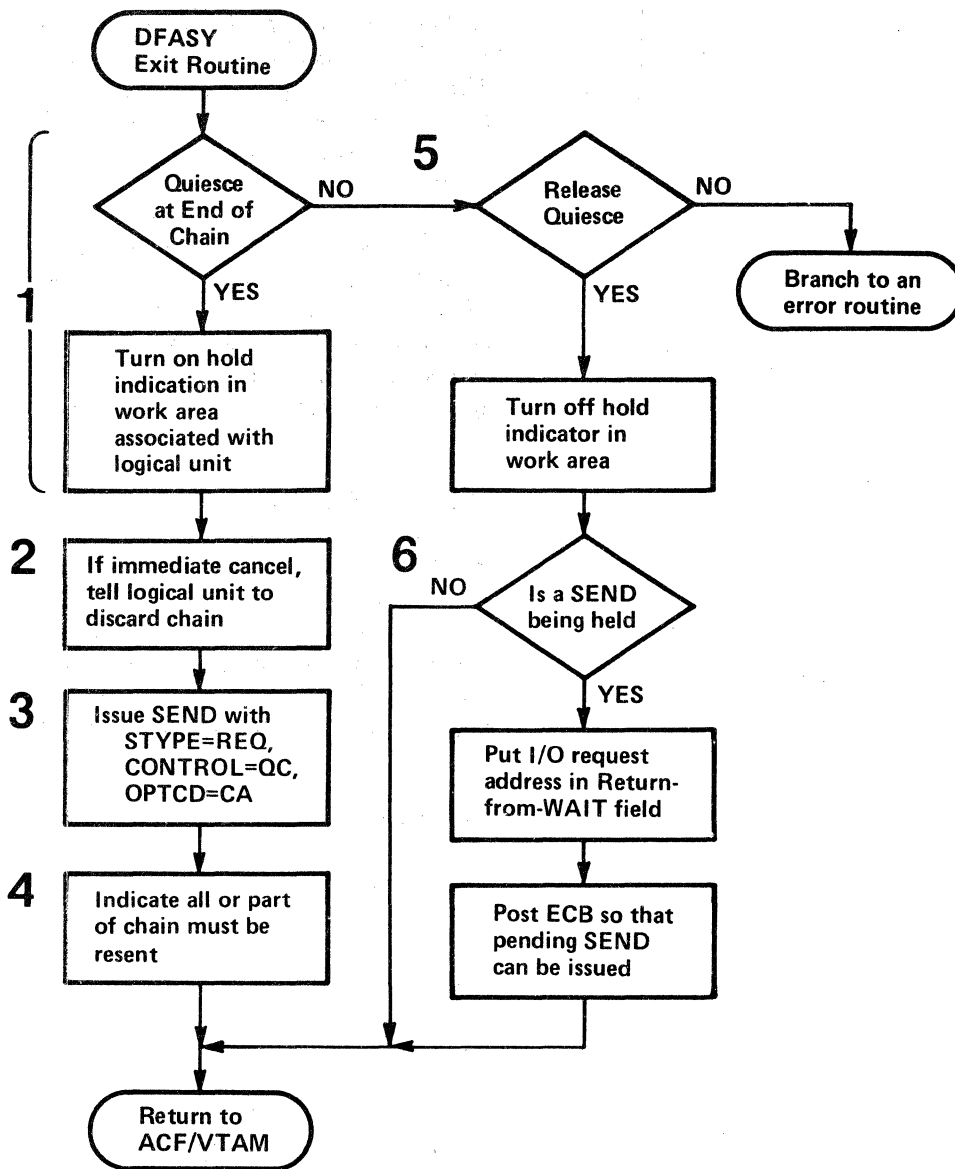 DFASY
Exit Routine
1
Quiesce
at End of
Chain
NO
YES
Turn on hold
indication in
work area
associated with
logical unit
2
If immediate cancel,
tell logical unit to
discard chain
3
Issue SEND with
STYPE=REQ,
CONTROL=QC,
OPTCD=CA
4
Indicate all or part
of chain must be
resent
5
Release
Quiesce
NO
YES
Branch to an
error routine
Turn off hold
indicator in
work area
6
NO
Is a SEND
being held
YES
Put I/O request
address in Return-
from-WAIT field
Post ECB so that
pending SEND
can be issued
Return to
ACF/VTAM